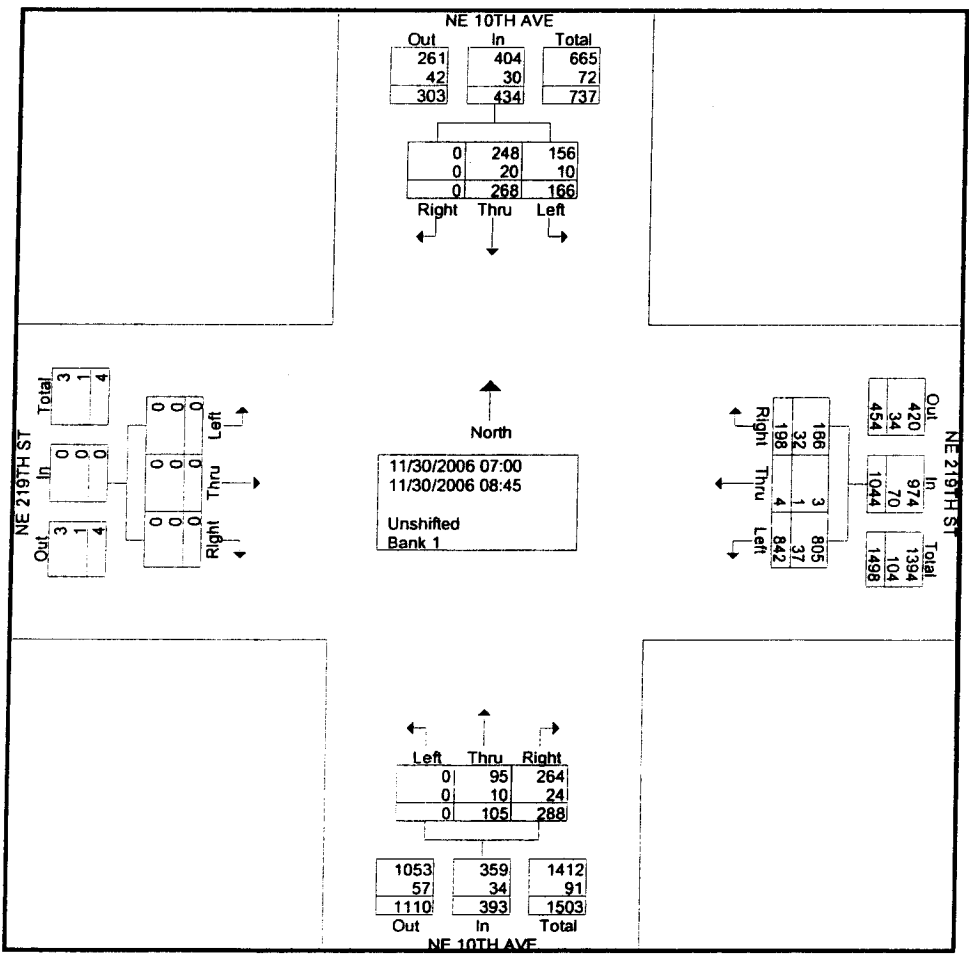 NE 10TH AVE
Out In Total
261 404 665
42 30 72
303 434 737
0 248 156
0 20 10
0 268 166
Right Thru Left
NE 219TH ST
Total In Out
3 0 3
1 0 1
4 0 4
Left Thru Right
0 0 0
0 0 0
0 0 0
North
11/30/2006 07:00
11/30/2006 08:45
Unshifted
Bank 1
Right Thru Left
166 3 805
32 1 37
198 4 842
Out In Total
420 974 1394
34 70 104
454 1044 1498
NE 219TH ST
Left Thru Right
0 95 264
0 10 24
0 105 288
1053 359 1412
57 34 91
1110 393 1503
Out In Total
NE 10TH AVE